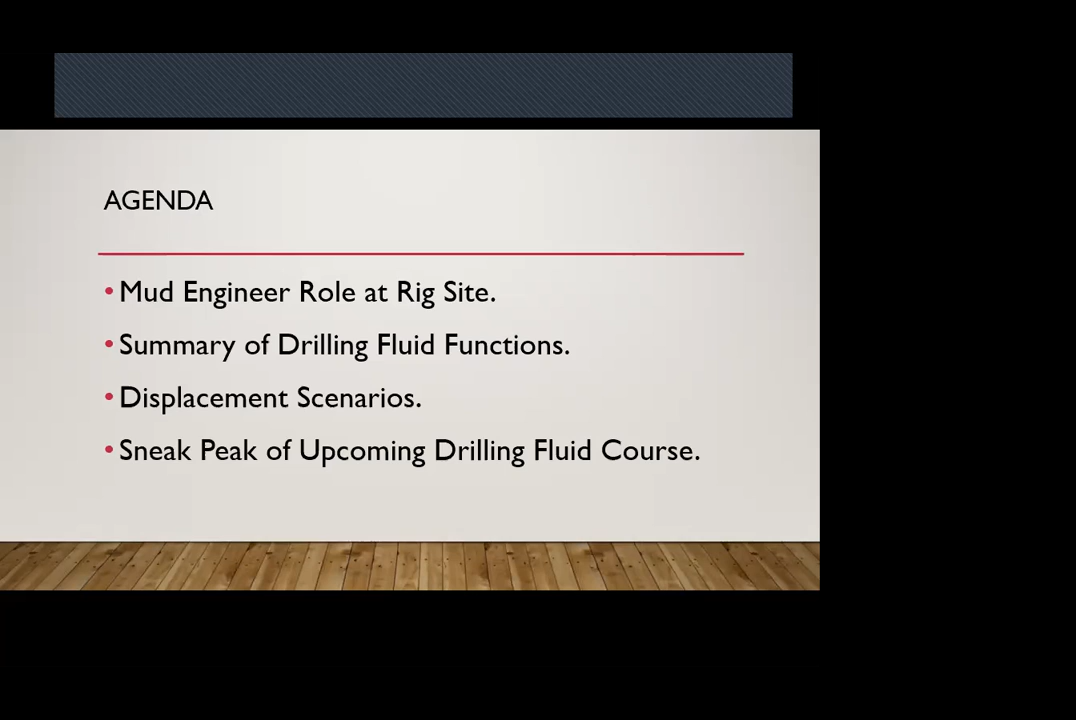 AGENDA
• Mud Engineer Role at Rig Site.
• Summary of Drilling Fluid Functions.
• Displacement Scenarios.
• Sneak Peak of Upcoming Drilling Fluid Course.